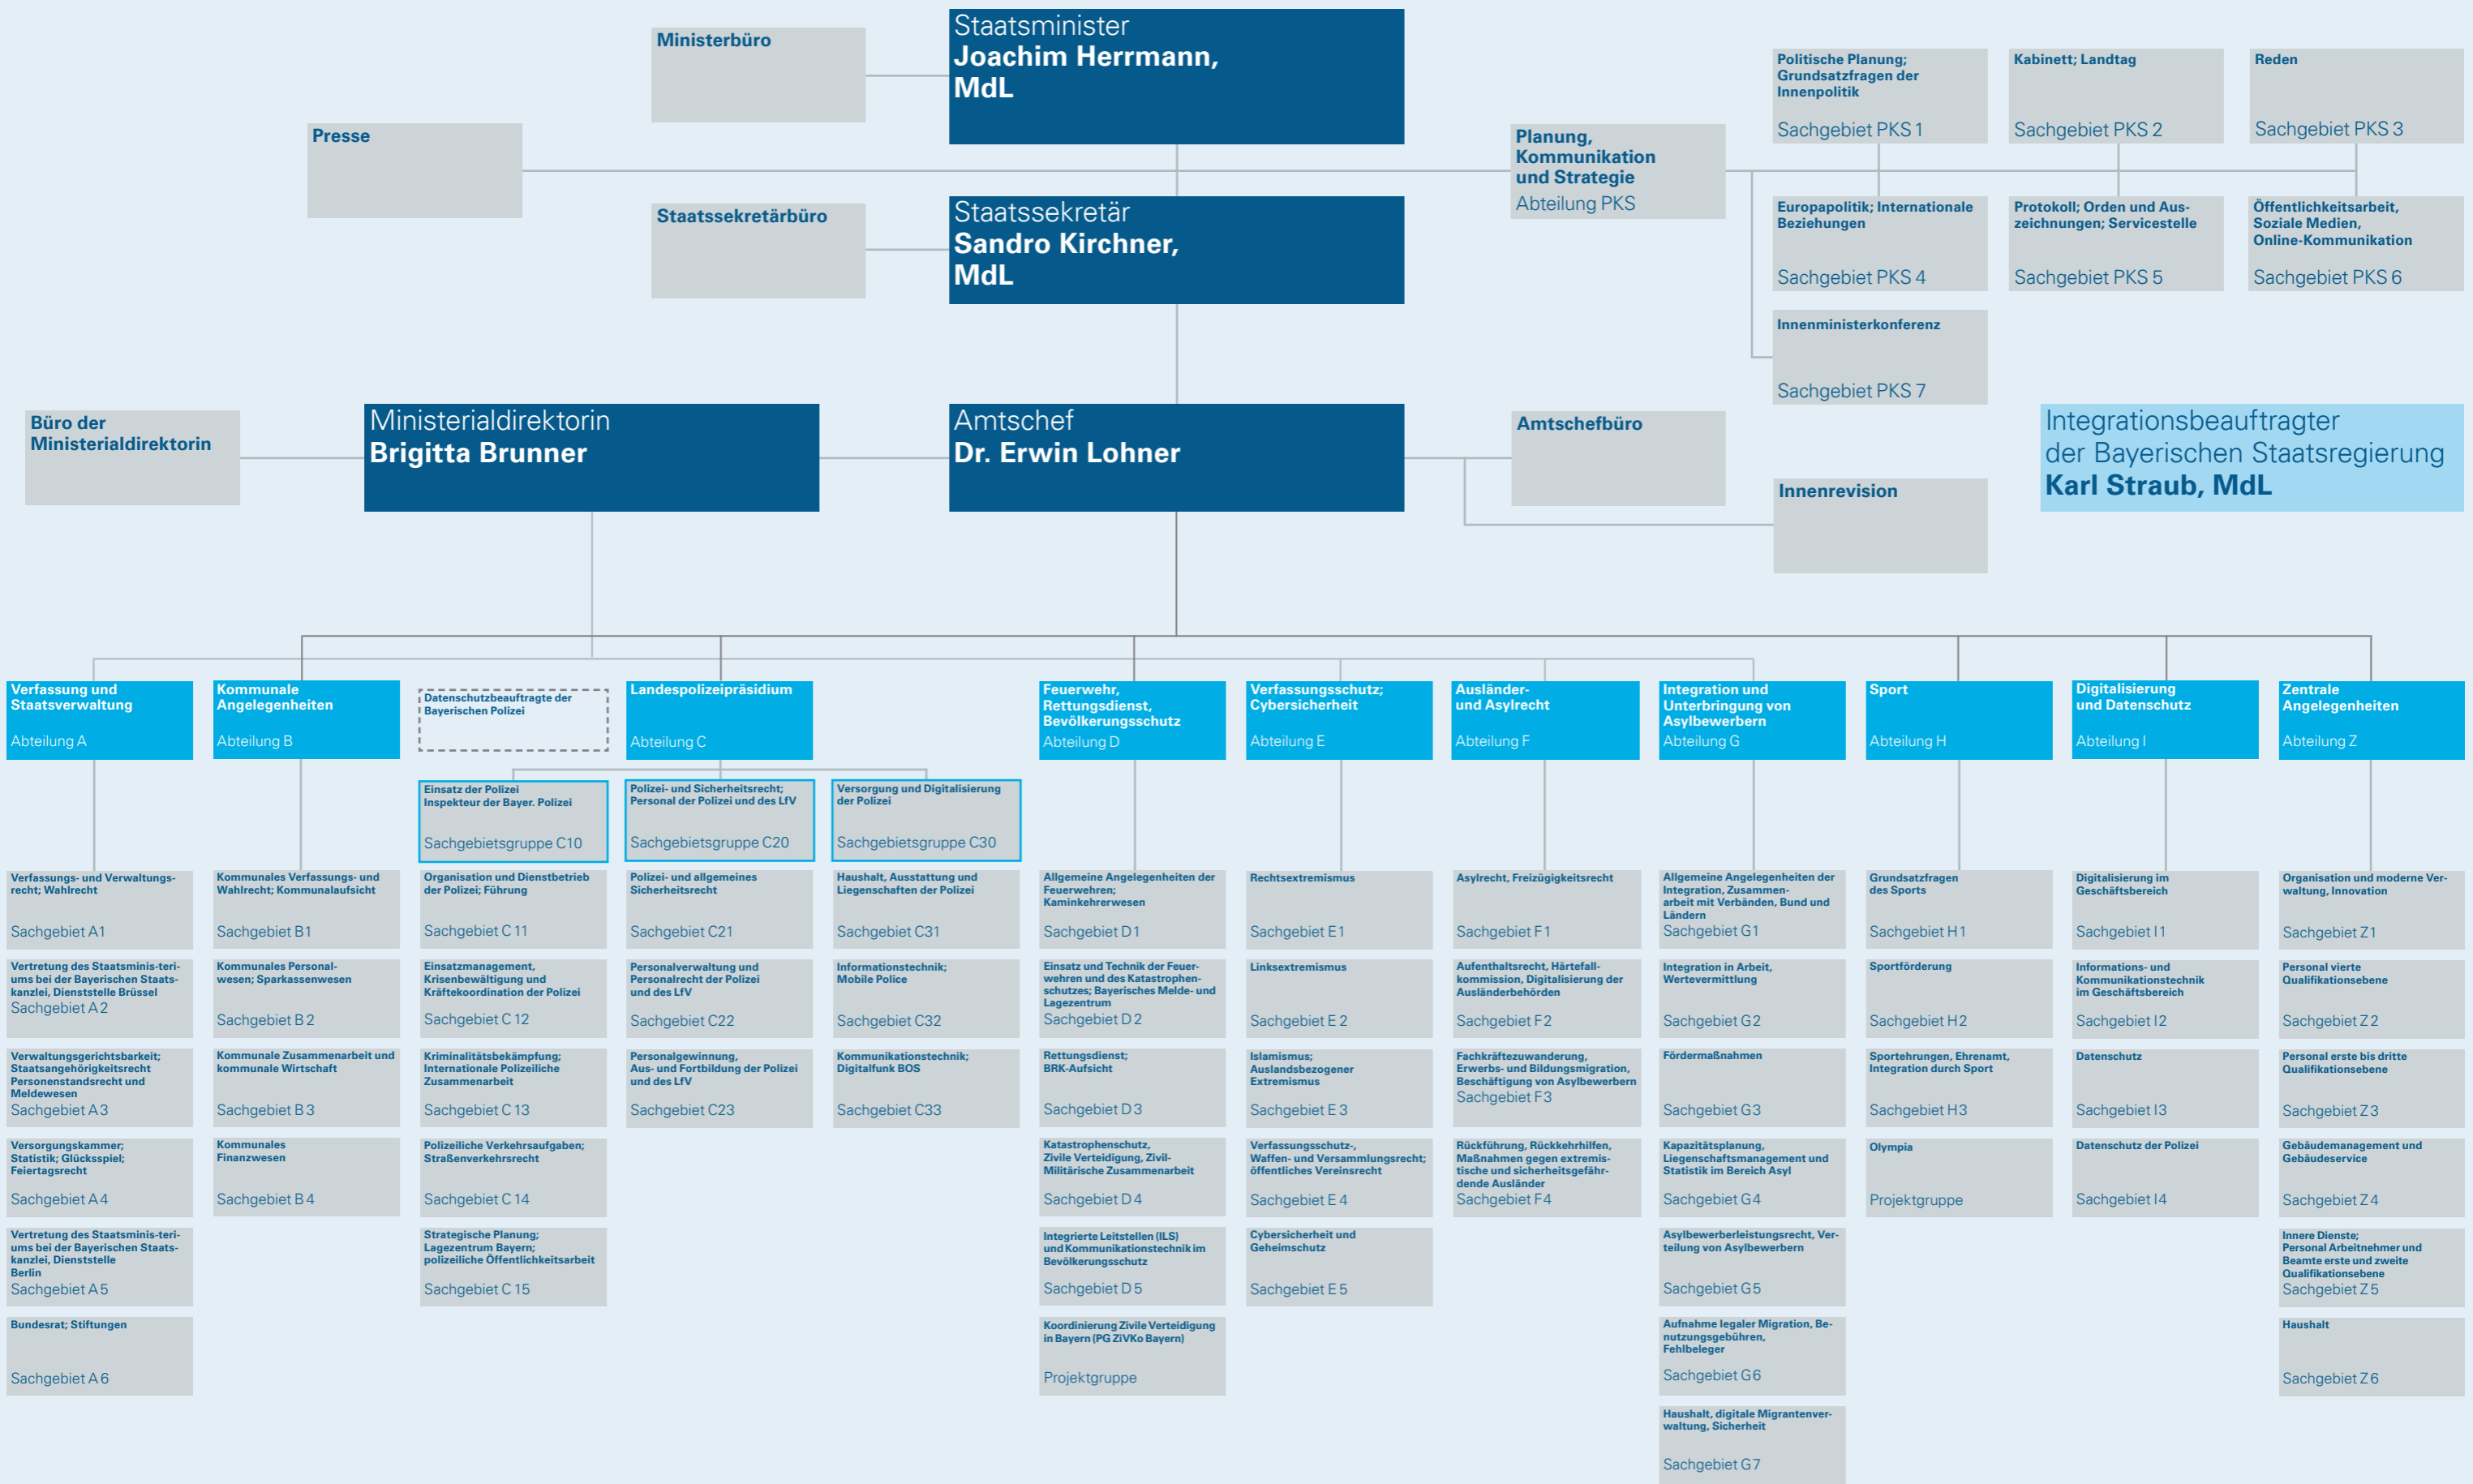 Staatsminister
Joachim Herrmann,
MdL
Ministerbüro
Presse
Staatssekretärbüro
Staatssekretär
Sandro Kirchner,
MdL
Planung,
Kommunikation
und Strategie
Abteilung PKS
Politische Planung;
Grundsatzfragen der
Innenpolitik
Sachgebiet PKS 1
Kabinett; Landtag
Sachgebiet PKS 2
Reden
Sachgebiet PKS 3
Europapolitik; Internationale
Beziehungen
Sachgebiet PKS 4
Protokoll; Orden und Aus-
zeichnungen; Servicestelle
Sachgebiet PKS 5
Öffentlichkeitsarbeit,
Soziale Medien,
Online-Kommunikation
Sachgebiet PKS 6
Innenministerkonferenz
Sachgebiet PKS 7
Büro der
Ministerialdirektorin
Ministerialdirektorin
Brigitta Brunner
Amtschef
Dr. Erwin Lohner
Amtschefbüro
Innenrevision
Integrationsbeauftragter
der Bayerischen Staatsregierung
Karl Straub, MdL
Verfassung und
Staatsverwaltung
Abteilung A
Kommunale
Angelegenheiten
Abteilung B
Datenschutzbeauftragte der
Bayerischen Polizei
Landespolizeipräsidium
Abteilung C
Feuerwehr,
Rettungsdienst,
Bevölkerungsschutz
Abteilung D
Verfassungsschutz;
Cybersicherheit
Abteilung E
Ausländer-
und Asylrecht
Abteilung F
Integration und
Unterbringung von
Asylbewerbern
Abteilung G
Sport
Abteilung H
Digitalisierung
und Datenschutz
Abteilung I
Zentrale
Angelegenheiten
Abteilung Z
Einsatz der Polizei
Inspekteur der Bayer. Polizei
Sachgebietsgruppe C10
Polizei- und Sicherheitsrecht;
Personal der Polizei und des LfV
Sachgebietsgruppe C20
Versorgung und Digitalisierung
der Polizei
Sachgebietsgruppe C30
Verfassungs- und Verwaltungs-
recht; Wahlrecht
Sachgebiet A1
Kommunales Verfassungs- und
Wahlrecht; Kommunalaufsicht
Sachgebiet B1
Organisation und Dienstbetrieb
der Polizei; Führung
Sachgebiet C 11
Polizei- und allgemeines
Sicherheitsrecht
Sachgebiet C21
Haushalt, Ausstattung und
Liegenschaften der Polizei
Sachgebiet C31
Allgemeine Angelegenheiten der
Feuerwehren;
Kaminkehrerwesen
Sachgebiet D1
Rechtsextremismus
Sachgebiet E1
Asylrecht, Freizügigkeitsrecht
Sachgebiet F1
Allgemeine Angelegenheiten der
Integration, Zusammen-
arbeit mit Verbänden, Bund und
Ländern
Sachgebiet G1
Grundsatzfragen
des Sports
Sachgebiet H1
Digitalisierung im
Geschäftsbereich
Sachgebiet I1
Organisation und moderne Ver-
waltung, Innovation
Sachgebiet Z1
Vertretung des Staatsminis-teri-
ums bei der Bayerischen Staats-
kanzlei, Dienststelle Brüssel
Sachgebiet A2
Kommunales Personal-
wesen; Sparkassenwesen
Sachgebiet B2
Einsatzmanagement,
Krisenbewältigung und
Kräftekoordination der Polizei
Sachgebiet C 12
Personalverwaltung und
Personalrecht der Polizei
und des LfV
Sachgebiet C22
Informationstechnik;
Mobile Police
Sachgebiet C32
Einsatz und Technik der Feuer-
wehren und des Katastrophen-
schutzes; Bayerisches Melde- und
Lagezentrum
Sachgebiet D2
Linksextremismus
Sachgebiet E2
Aufenthaltsrecht, Härtefall-
kommission, Digitalisierung der
Ausländerbehörden
Sachgebiet F2
Integration in Arbeit,
Wertevermittlung
Sachgebiet G2
Sportförderung
Sachgebiet H2
Informations- und
Kommunikationstechnik
im Geschäftsbereich
Sachgebiet I2
Personal vierte
Qualifikationsebene
Sachgebiet Z2
Verwaltungsgerichtsbarkeit;
Staatsangehörigkeitsrecht
Personenstandsrecht und
Meldewesen
Sachgebiet A3
Kommunale Zusammenarbeit und
kommunale Wirtschaft
Sachgebiet B3
Kriminalitätsbekämpfung;
Internationale Polizeiliche
Zusammenarbeit
Sachgebiet C 13
Personalgewinnung,
Aus- und Fortbildung der Polizei
und des LfV
Sachgebiet C23
Kommunikationstechnik;
Digitalfunk BOS
Sachgebiet C33
Rettungsdienst;
BRK-Aufsicht
Sachgebiet D3
Islamismus;
Auslandsbezogener
Extremismus
Sachgebiet E3
Fachkräftezuwanderung,
Erwerbs- und Bildungsmigration,
Beschäftigung von Asylbewerbern
Sachgebiet F3
Fördermaßnahmen
Sachgebiet G3
Sportehrungen, Ehrenamt,
Integration durch Sport
Sachgebiet H3
Datenschutz
Sachgebiet I3
Personal erste bis dritte
Qualifikationsebene
Sachgebiet Z3
Versorgungskammer;
Statistik; Glücksspiel;
Feiertagsrecht
Sachgebiet A4
Kommunales
Finanzwesen
Sachgebiet B4
Polizeiliche Verkehrsaufgaben;
Straßenverkehrsrecht
Sachgebiet C 14
Katastrophenschutz,
Zivile Verteidigung, Zivil-
Militärische Zusammenarbeit
Sachgebiet D4
Verfassungsschutz-,
Waffen- und Versammlungsrecht;
öffentliches Vereinsrecht
Sachgebiet E4
Rückführung, Rückkehrhilfen,
Maßnahmen gegen extremis-
tische und sicherheitsgefähr-
dende Ausländer
Sachgebiet F4
Kapazitätsplanung,
Liegenschaftsmanagement und
Statistik im Bereich Asyl
Sachgebiet G4
Olympia
Projektgruppe
Datenschutz der Polizei
Sachgebiet I4
Gebäudemanagement und
Gebäudeservice
Sachgebiet Z4
Vertretung des Staatsminis-teri-
ums bei der Bayerischen Staats-
kanzlei, Dienststelle
Berlin
Sachgebiet A5
Strategische Planung;
Lagezentrum Bayern;
polizeiliche Öffentlichkeitsarbeit
Sachgebiet C 15
Integrierte Leitstellen (ILS)
und Kommunikationstechnik im
Bevölkerungsschutz
Sachgebiet D5
Cybersicherheit und
Geheimschutz
Sachgebiet E5
Asylbewerberleistungsrecht, Ver-
teilung von Asylbewerbern
Sachgebiet G5
Innere Dienste;
Personal Arbeitnehmer und
Beamte erste und zweite
Qualifikationsebene
Sachgebiet Z5
Bundesrat; Stiftungen
Sachgebiet A6
Koordinierung Zivile Verteidigung
in Bayern (PG ZiVKo Bayern)
Projektgruppe
Aufnahme legaler Migration, Be-
nutzungsgebühren,
Fehlbeleger
Sachgebiet G6
Haushalt
Sachgebiet Z6
Haushalt, digitale Migrantenver-
waltung, Sicherheit
Sachgebiet G7